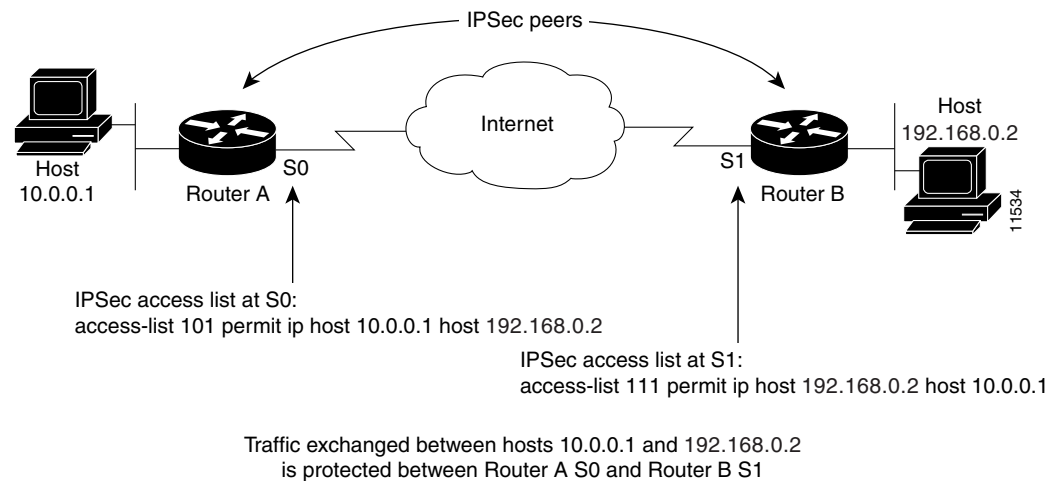 IPSec peers
Internet
Host
10.0.0.1
Router A
S0
S1
Router B
Host
192.168.0.2
11534
IPSec access list at S0:
access-list 101 permit ip host 10.0.0.1 host 192.168.0.2
IPSec access list at S1:
access-list 111 permit ip host 192.168.0.2 host 10.0.0.1
Traffic exchanged between hosts 10.0.0.1 and 192.168.0.2
is protected between Router A S0 and Router B S1